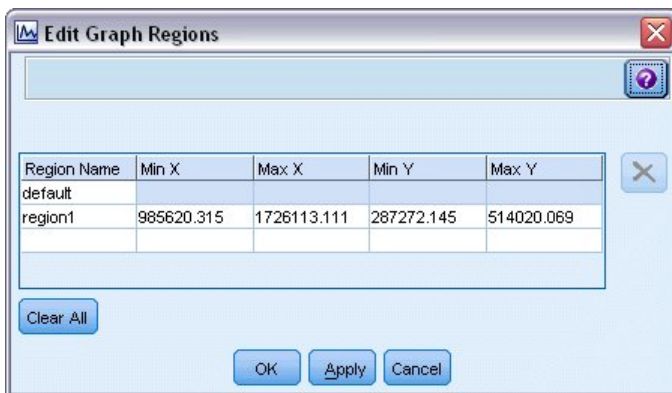 Edit Graph Regions
Region Name Min X Max X Min Y Max Y
default
region1 985620.315 1726113.111 287272.145 514020.069
Clear All
OK Apply Cancel